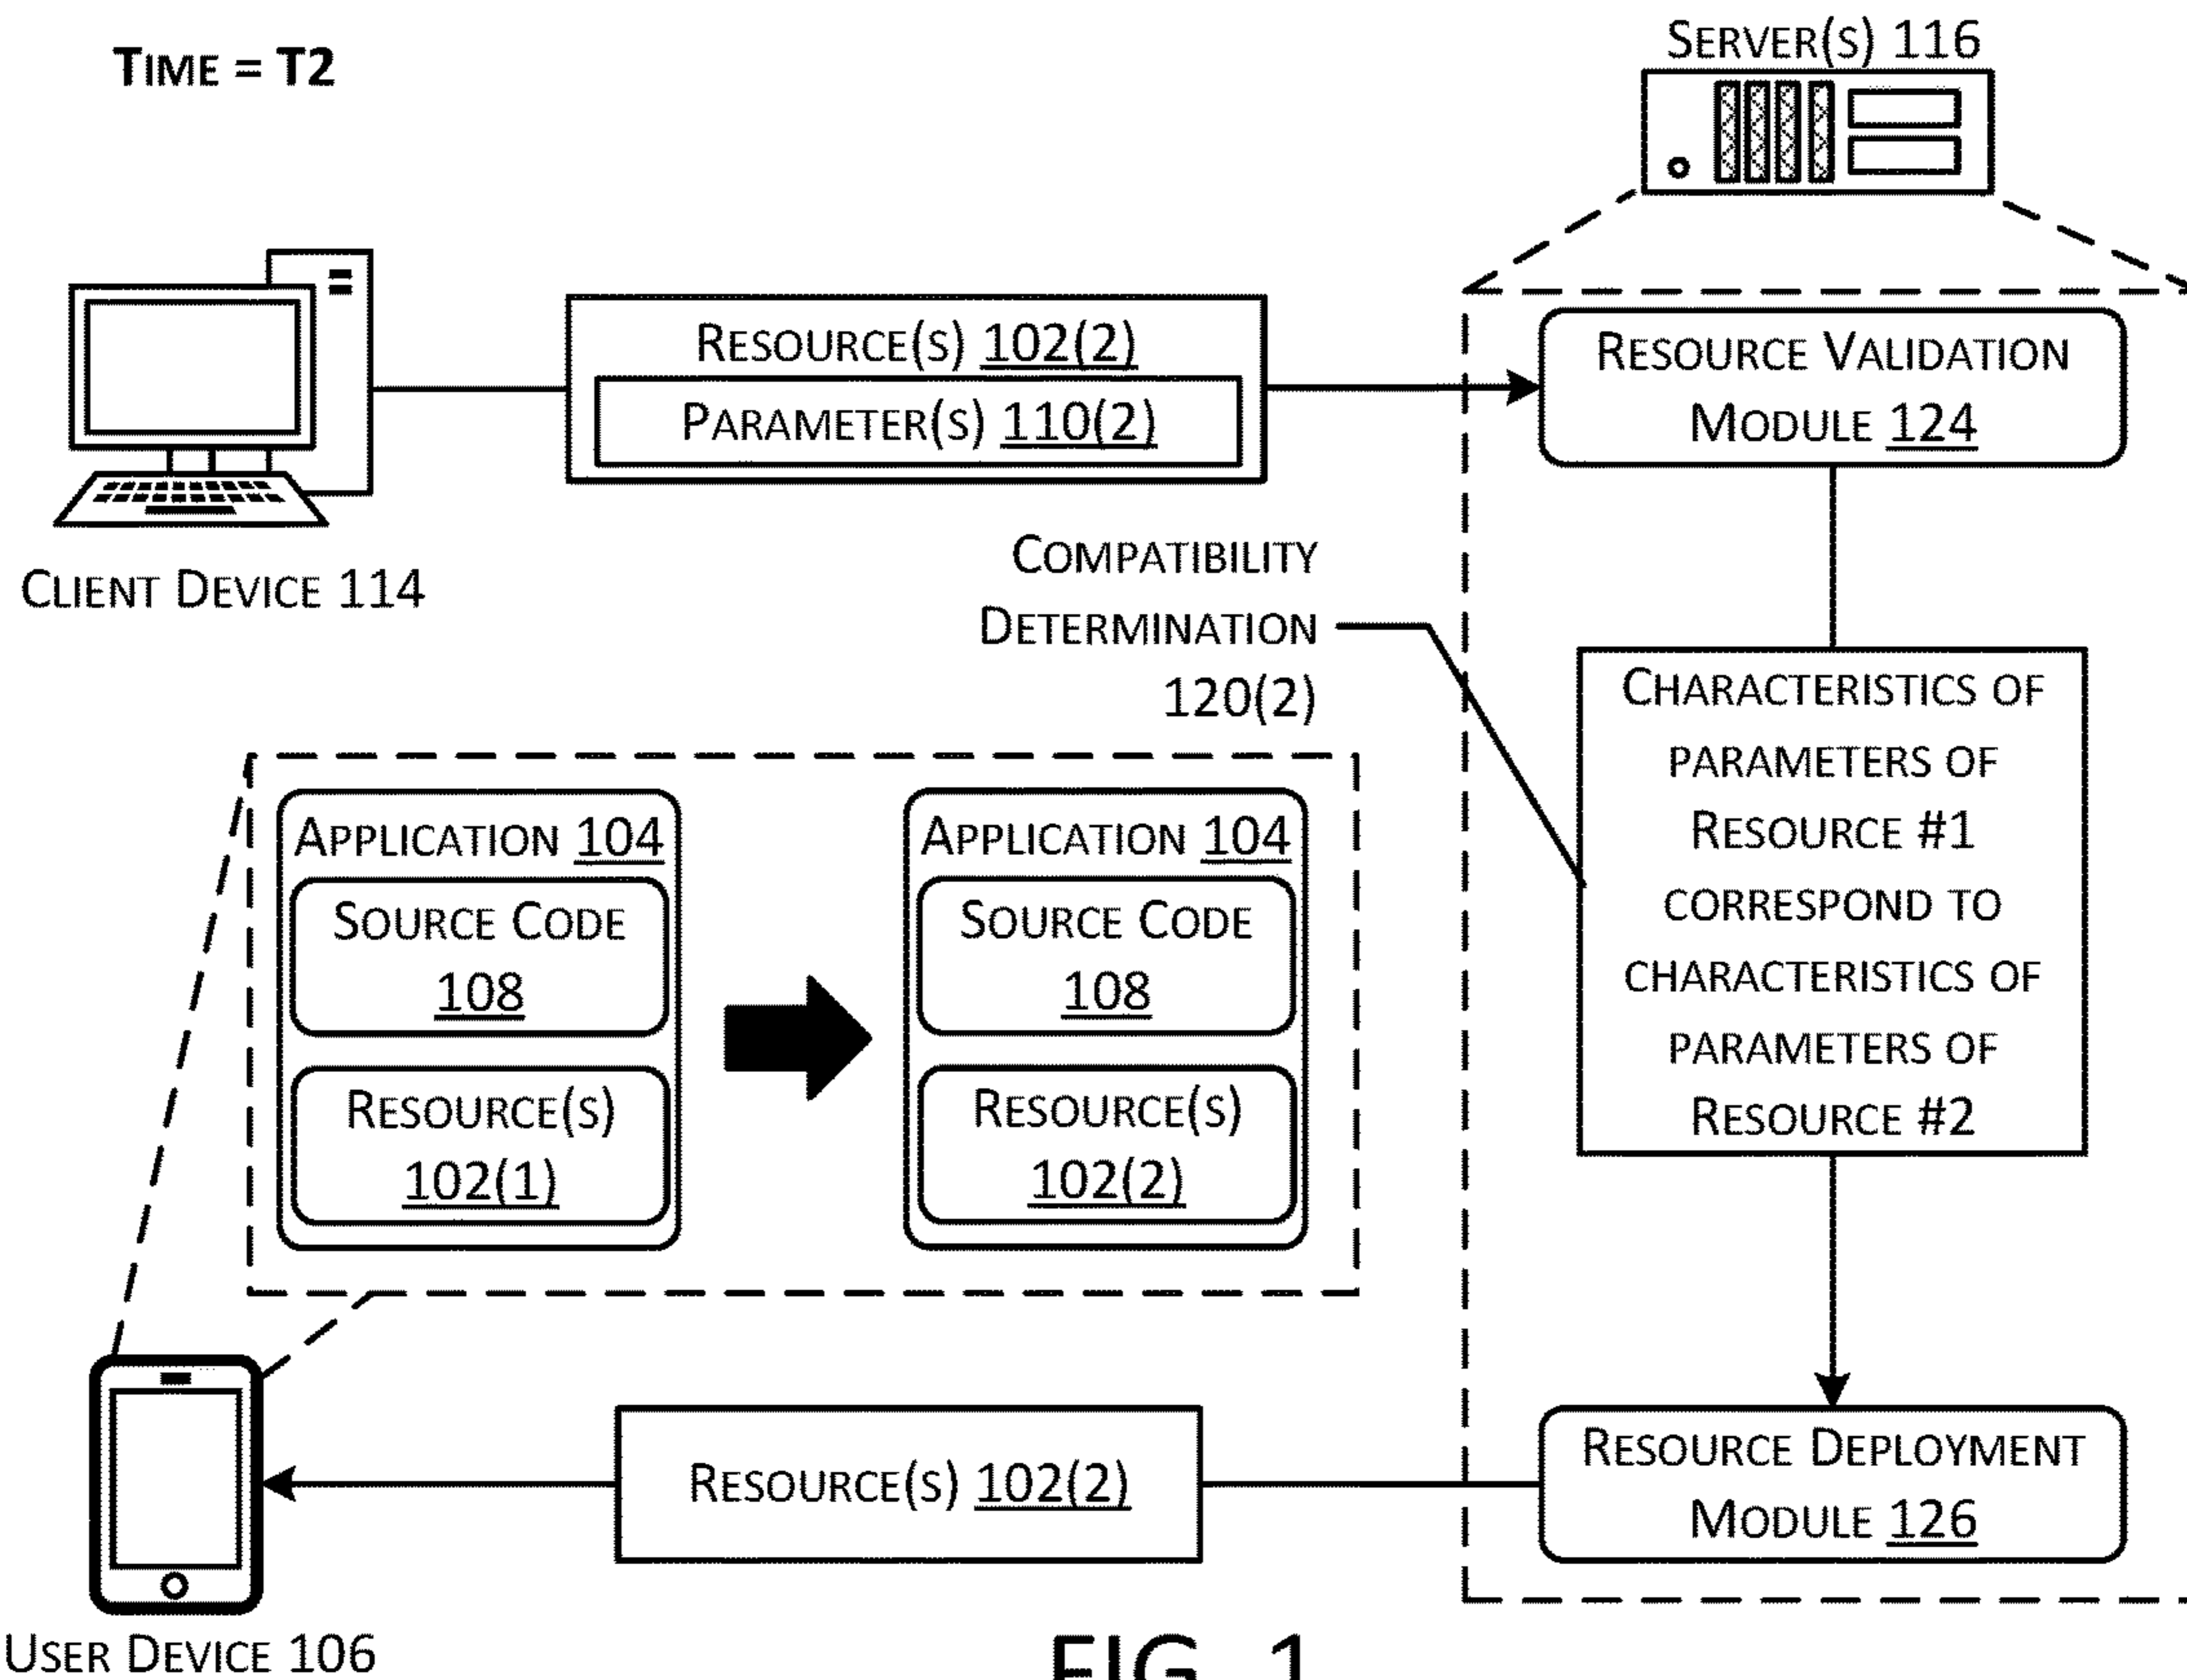 TIME = T2
SERVER(S) 116
RESOURCE(S) 102(2)
PARAMETER(S) 110(2)
RESOURCE VALIDATION
MODULE 124
CLIENT DEVICE 114
COMPATIBILITY
DETERMINATION
120(2)
CHARACTERISTICS OF
PARAMETERS OF
RESOURCE #1
CORRESPOND TO
CHARACTERISTICS OF
PARAMETERS OF
RESOURCE #2
APPLICATION 104
SOURCE CODE
108
RESOURCE(S)
102(1)
APPLICATION 104
SOURCE CODE
108
RESOURCE(S)
102(2)
RESOURCE(S) 102(2)
RESOURCE DEPLOYMENT
MODULE 126
USER DEVICE 106
FIG. 1